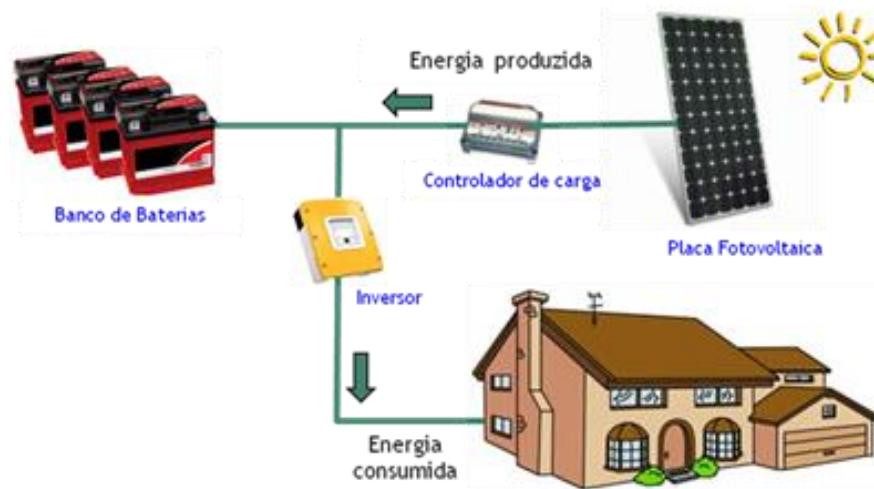 Energia produzida
Controlador de carga
Banco de Baterias
Placa Fotovoltaica
Inversor
Energia
consumida